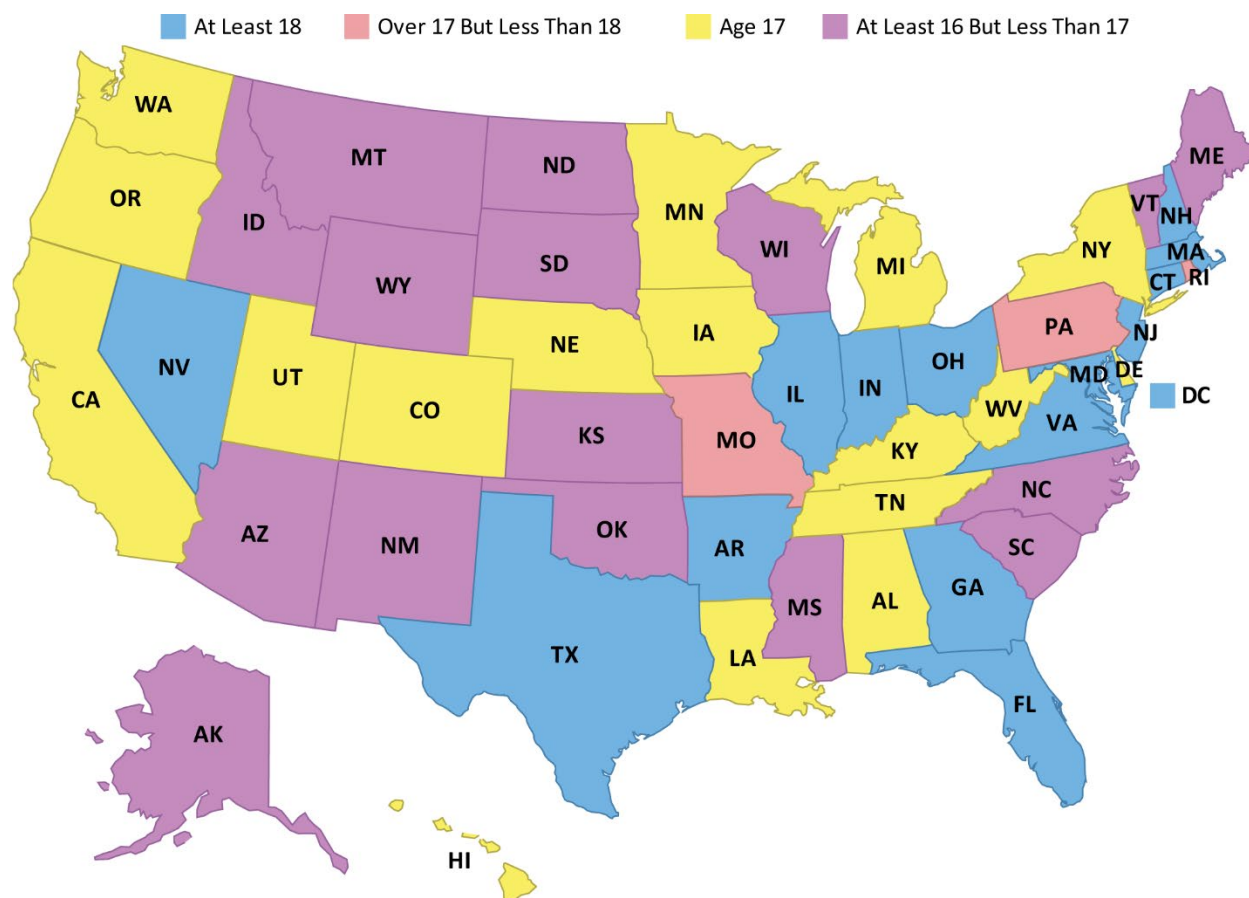 At Least 18 Over 17 But Less Than 18 Age 17 At Least 16 But Less Than 17
WA
MT
ND
ME
OR
ID
MN
VT
NH
WI
NY
MA
SD
MI
CT
RI
WY
PA
NJ
IA
NE
OH
DE
NV
UT
IL
IN
MD
DC
CA
CO
WV
VA
KS
MO
KY
NC
TN
AZ
NM
OK
AR
SC
MS
AL
GA
TX
LA
FL
AK
HI